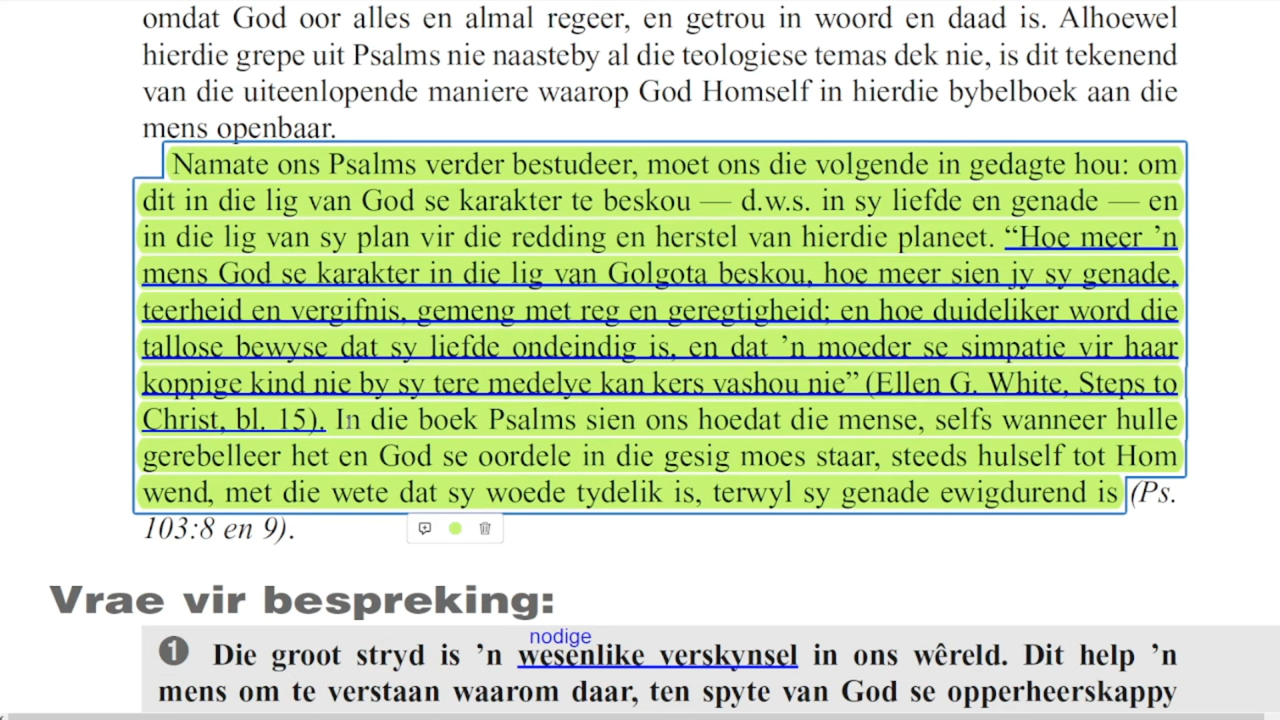 omdat God oor alles en almal regeer, en getrou in woord en daad is. Alhoewel
hierdie grepe uit Psalms nie naasteby al die teologiese temas dek nie, is dit tekenend
van die uiteenlopende maniere waarop God Homself in hierdie bybelboek aan die
mens openbaar.
Namate ons Psalms verder bestudeer, moet ons die volgende in gedagte hou: om
dit in die lig van God se karakter te beskou — d.w.s. in sy liefde en genade — en
in die lig van sy plan vir die redding en herstel van hierdie planeet. “Hoe meer ’n
mens God se karakter in die lig van Golgota beskou, hoe meer sien jy sy genade,
teerheid en vergifnis, gemeng met reg en geregtigheid; en hoe duideliker word die
tallose bewyse dat sy liefde ondeindig is, en dat ’n moeder se simpatie vir haar
koppige kind nie by sy tere medelye kan kers vashou nie” (Ellen G. White, Steps to
Christ, bl. 15). In die boek Psalms sien ons hoedat die mense, selfs wanneer hulle
gerebelleer het en God se oordele in die gesig moes staar, steeds hulself tot Hom
wend, met die wete dat sy woede tydelik is, terwyl sy genade ewigdurend is (Ps.
103:8 en 9).
Vrae vir bespreking:
nodige
1 Die groot stryd is ’n wesenlike verskynsel in ons wêreld. Dit help ’n
mens om te verstaan waarom daar, ten spyte van God se opperheerskappy